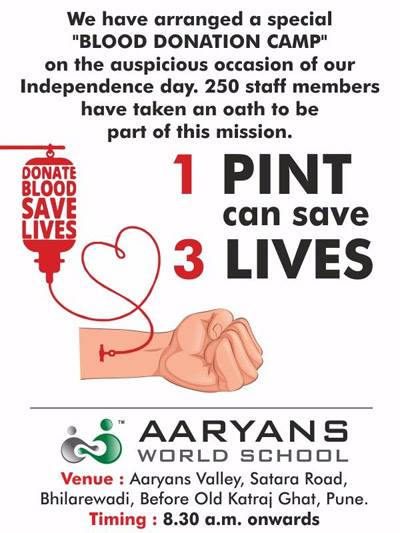 We have arranged a special
"BLOOD DONATION CAMP"
on the auspicious occasion of our
Independence day. 250 staff members
have taken an oath to be
part of this mission.
DONATE
BLOOD
SAVE
LIVES
1 PINT
can save
3 LIVES
TM
AARYANS
WORLD SCHOOL
Venue : Aaryans Valley, Satara Road,
Bhilarewadi, Before Old Katraj Ghat, Pune.
Timing : 8.30 a.m. onwards